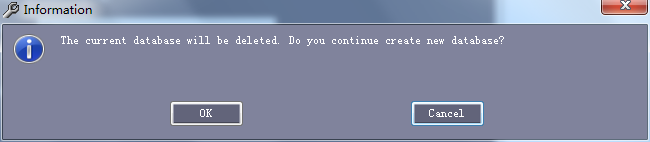 Information
The current database will be deleted. Do you continue create new database?
OK
Cancel